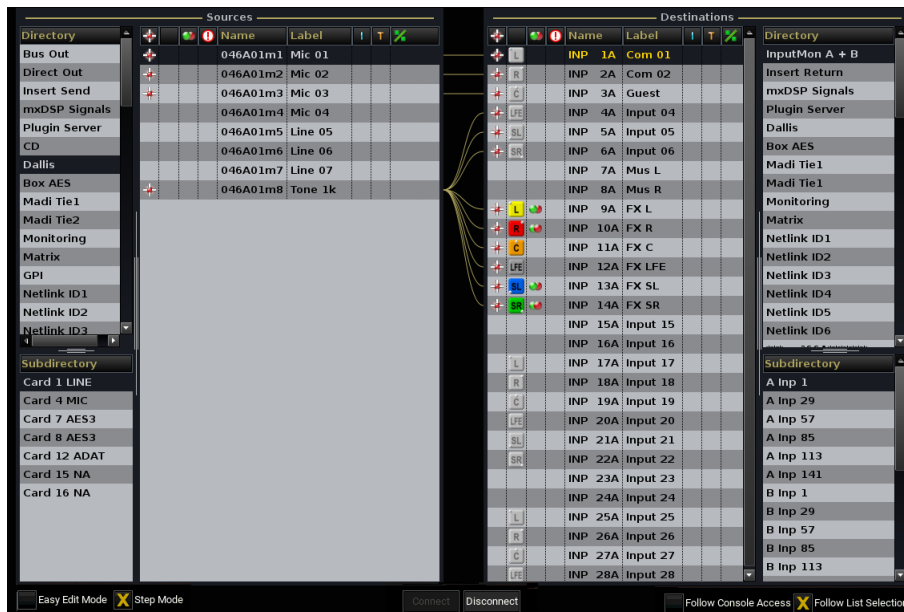 Sources
Destinations
Directory
Bus Out
Direct Out
Insert Send
mxDSP Signals
Plugin Server
CD
Dallis
Box AES
Madi Tie1
Madi Tie2
Monitoring
Matrix
GPI
Netlink ID1
Netlink ID2
Netlink ID3
Subdirectory
Card 1 LINE
Card 4 MIC
Card 7 AES3
Card 8 AES3
Card 12 ADAT
Card 15 NA
Card 16 NA
Name Label ! T
046A01m1 Mic 01
046A01m2 Mic 02
046A01m3 Mic 03
046A01m4 Mic 04
046A01m5 Line 05
046A01m6 Line 06
046A01m7 Line 07
046A01m8 Tone 1k
Name Label ! T
L INP 1A Com 01
R INP 2A Com 02
C INP 3A Guest
LFE INP 4A Input 04
SL INP 5A Input 05
SR INP 6A Input 06
INP 7A Mus L
INP 8A Mus R
L INP 9A FX L
R INP 10A FX R
C INP 11A FX C
LFE INP 12A FX LFE
SL INP 13A FX SL
SR INP 14A FX SR
INP 15A Input 15
INP 16A Input 16
L INP 17A Input 17
R INP 18A Input 18
C INP 19A Input 19
LFE INP 20A Input 20
SL INP 21A Input 21
SR INP 22A Input 22
INP 23A Input 23
INP 24A Input 24
L INP 25A Input 25
R INP 26A Input 26
C INP 27A Input 27
LFE INP 28A Input 28
Directory
InputMon A + B
Insert Return
mxDSP Signals
Plugin Server
Dallis
Box AES
Madi Tie1
Madi Tie1
Monitoring
Matrix
Netlink ID1
Netlink ID2
Netlink ID3
Netlink ID4
Netlink ID5
Netlink ID6
Subdirectory
A Inp 1
A Inp 29
A Inp 57
A Inp 85
A Inp 113
A Inp 141
B Inp 1
B Inp 29
B Inp 57
B Inp 85
B Inp 113
Easy Edit Mode X Step Mode
Connect Disconnect
Follow Console Access X Follow List Selection